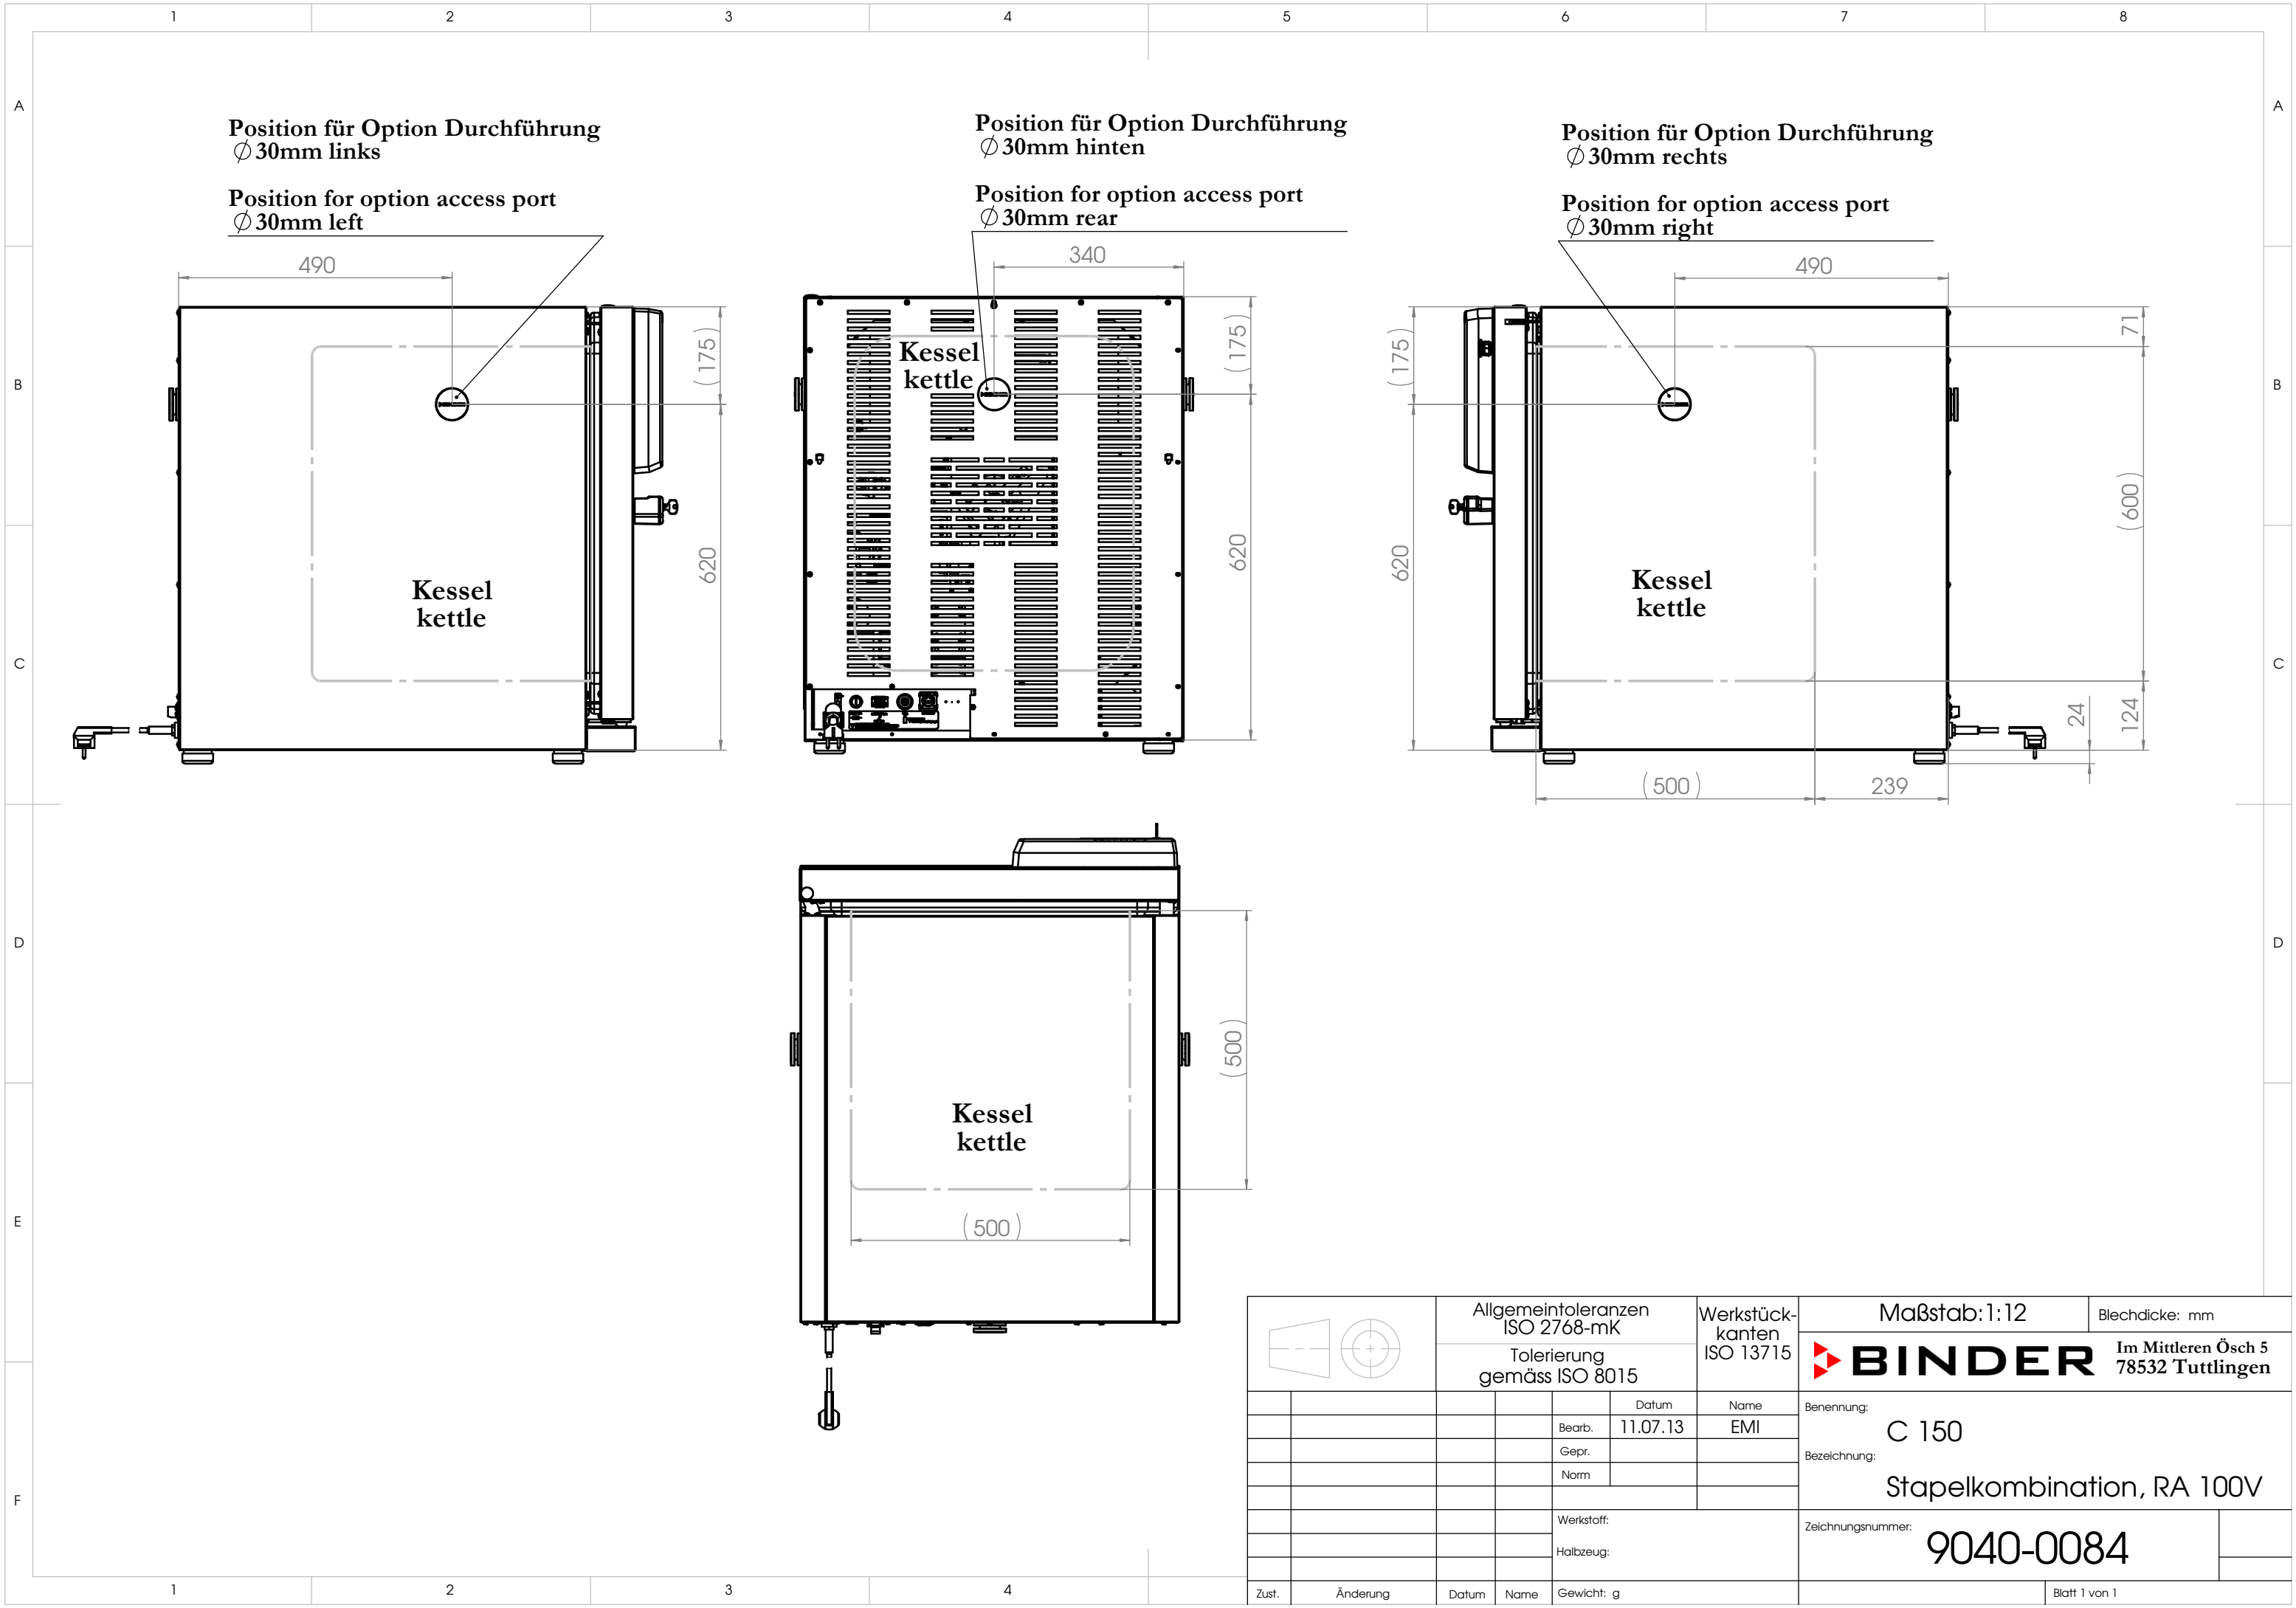 1 2 3 4 5 6 7 8
A A
Position für Option Durchführung
∅ 30mm links
Position for option access port
∅ 30mm left
Position für Option Durchführung
∅ 30mm hinten
Position for option access port
∅ 30mm rear
Position für Option Durchführung
∅ 30mm rechts
Position for option access port
∅ 30mm right
490
340
490
(175)
(175)
(175)
71
B B
Kessel
kettle
(600)
620
620
620
Kessel
kettle
Kessel
kettle
C C
24
124
(500)
239
D D
(500)
Kessel
kettle
E E
(500)
Allgemeintoleranzen
ISO 2768-mK
Tolerierung
gemäss ISO 8015
Werkstück-
kanten
ISO 13715
Maßstab:1:12
Blechdicke: mm
BINDER
Im Mittleren Ösch 5
78532 Tuttlingen
Datum Name
Bearb. 11.07.13 EMI
Gepr.
Norm
Benennung:
C 150
Bezeichnung:
Stapelkombination, RA 100V
F
Werkstoff:
Halbzeug:
Zeichnungsnummer:
9040-0084
Zust. Änderung Datum Name Gewicht: g
Blatt 1 von 1
1 2 3 4